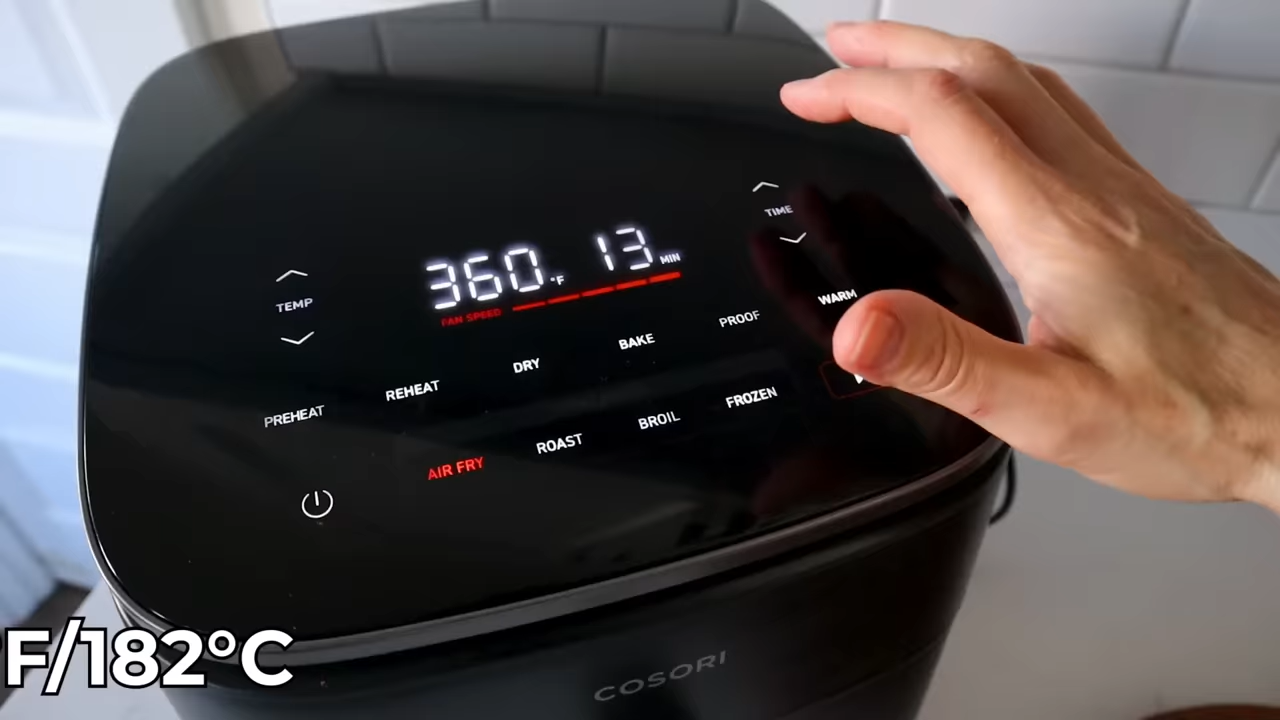 TIME
360°F 13 MIN
TEMP
FAN SPEED
WARM
PROOF
BAKE
DRY
REHEAT
PREHEAT
FROZEN
BROIL
ROAST
AIR FRY
F/182°C
COSORI